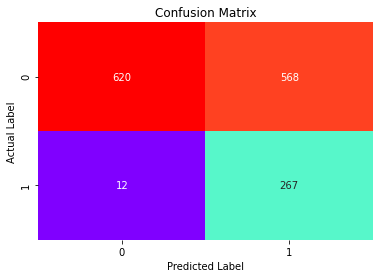 Confusion Matrix
Actual Label
0
620
568
1
12
267
0
1
Predicted Label